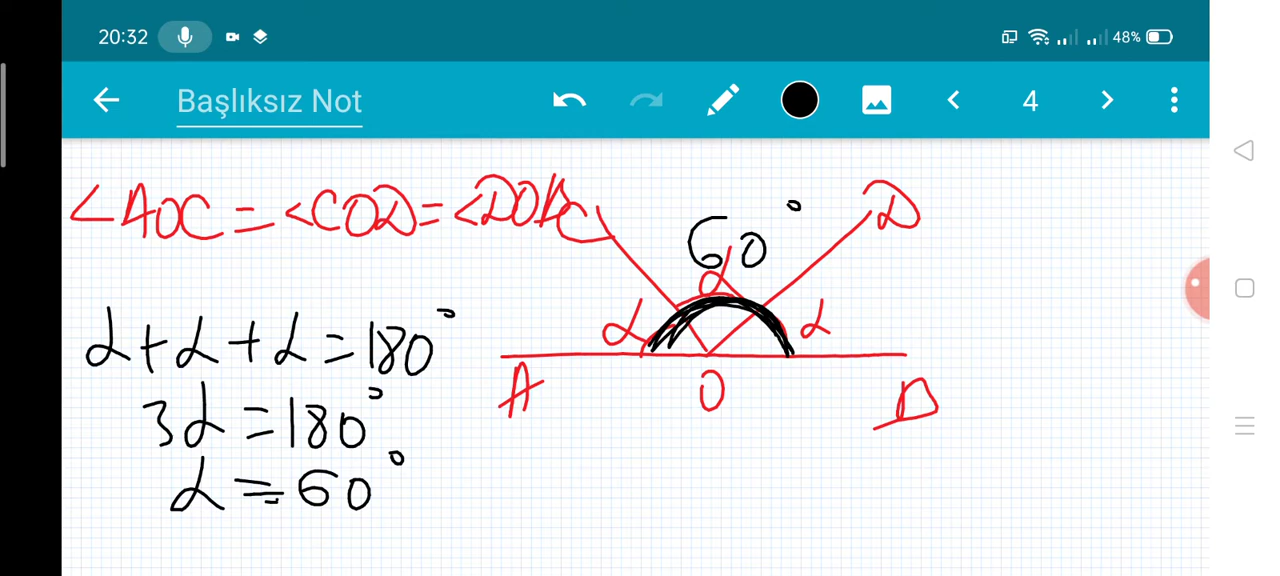 20:32 48%
Başlıksız Not 4
<AOC = <COD = <DOB
C D
60°
α
α α
A O B
α+α+α=180°
3α=180°
α=60°